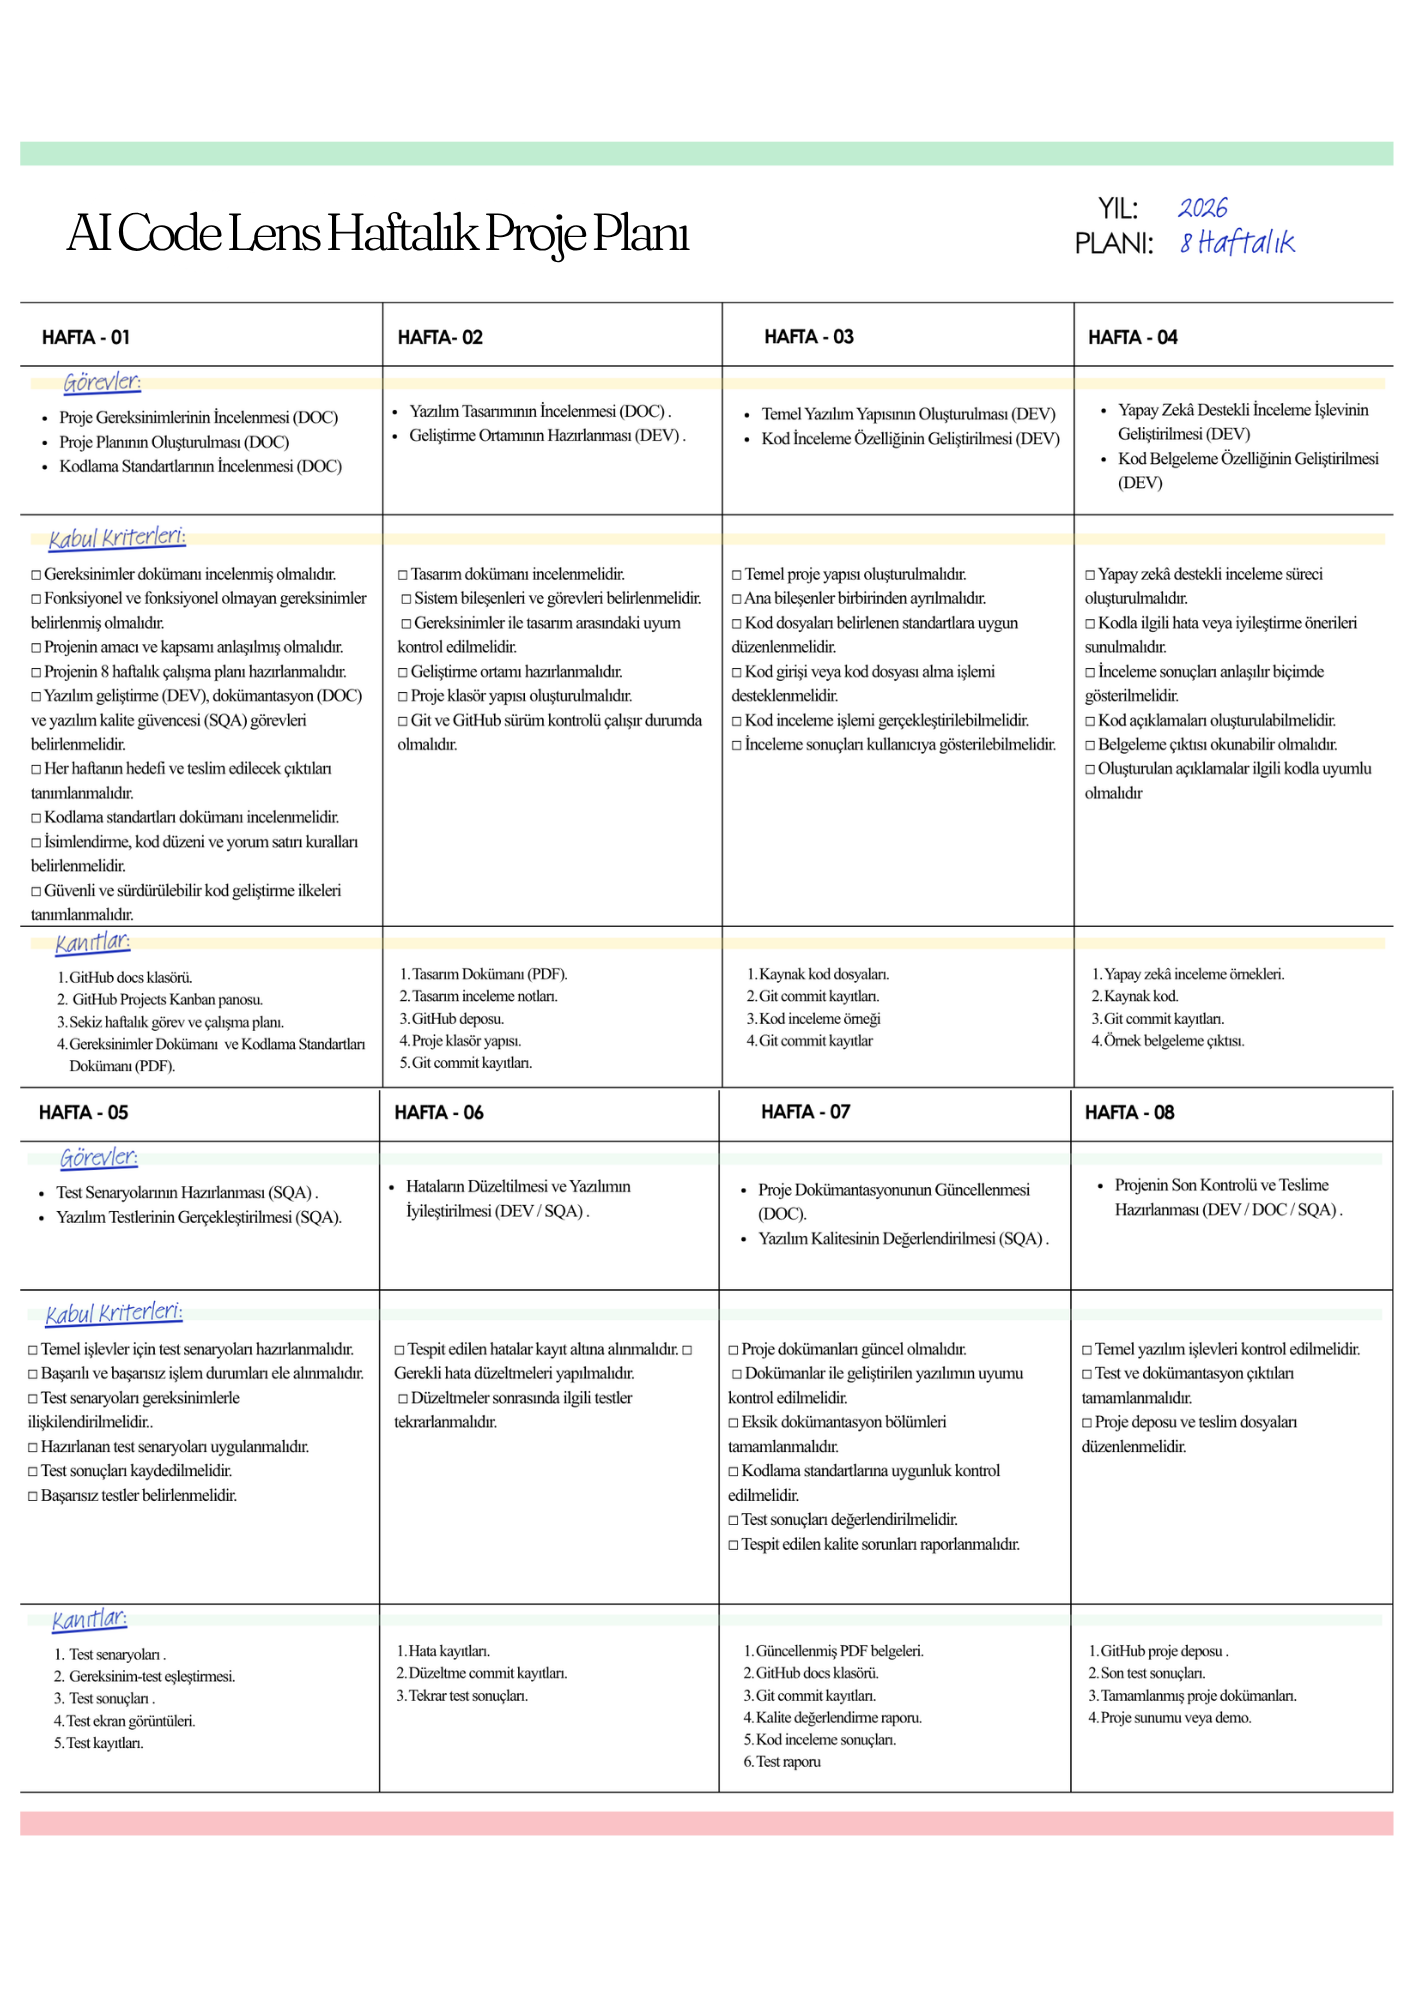 AI Code Lens Haftalık Proje Planı
YIL: 2026
PLANI: 8 Haftalık
HAFTA - 01
HAFTA- 02
HAFTA - 03
HAFTA - 04
Görevler:
• Proje Gereksinimlerinin İncelenmesi (DOC)
• Proje Planının Oluşturulması (DOC)
• Kodlama Standartlarının İncelenmesi (DOC)
• Yazılım Tasarımının İncelenmesi (DOC) .
• Geliştirme Ortamının Hazırlanması (DEV) .
• Temel Yazılım Yapısının Oluşturulması (DEV)
• Kod İnceleme Özelliğinin Geliştirilmesi (DEV)
• Yapay Zekâ Destekli İnceleme İşlevinin
Geliştirilmesi (DEV)
• Kod Belgeleme Özelliğinin Geliştirilmesi
(DEV)
Kabul Kriterleri:
□ Gereksinimler dokümanı incelenmiş olmalıdır.
□ Fonksiyonel ve fonksiyonel olmayan gereksinimler
belirlenmiş olmalıdır.
□ Projenin amacı ve kapsamı anlaşılmış olmalıdır.
□ Projenin 8 haftalık çalışma planı hazırlanmalıdır.
□ Yazılım geliştirme (DEV), dokümantasyon (DOC)
ve yazılım kalite güvencesi (SQA) görevleri
belirlenmelidir.
□ Her haftanın hedefi ve teslim edilecek çıktıları
tanımlanmalıdır.
□ Kodlama standartları dokümanı incelenmelidir.
□ İsimlendirme, kod düzeni ve yorum satırı kuralları
belirlenmelidir.
□ Güvenli ve sürdürülebilir kod geliştirme ilkeleri
tanımlanmalıdır.
□ Tasarım dokümanı incelenmelidir.
□ Sistem bileşenleri ve görevleri belirlenmelidir.
□ Gereksinimler ile tasarım arasındaki uyum
kontrol edilmelidir.
□ Geliştirme ortamı hazırlanmalıdır.
□ Proje klasör yapısı oluşturulmalıdır.
□ Git ve GitHub sürüm kontrolü çalışır durumda
olmalıdır.
□ Temel proje yapısı oluşturulmalıdır.
□ Ana bileşenler birbirinden ayrılmalıdır.
□ Kod dosyaları belirlenen standartlara uygun
düzenlenmelidir.
□ Kod girişi veya kod dosyası alma işlemi
desteklenmelidir.
□ Kod inceleme işlemi gerçekleştirilebilmelidir.
□ İnceleme sonuçları kullanıcıya gösterilebilmelidir.
□ Yapay zekâ destekli inceleme süreci
oluşturulmalıdır.
□ Kodla ilgili hata veya iyileştirme önerileri
sunulmalıdır.
□ İnceleme sonuçları anlaşılır biçimde
gösterilmelidir.
□ Kod açıklamaları oluşturulabilmelidir.
□ Belgeleme çıktısı okunabilir olmalıdır.
□ Oluşturulan açıklamalar ilgili kodla uyumlu
olmalıdır
Kanıtlar:
1. GitHub docs klasörü.
2. GitHub Projects Kanban panosu.
3. Sekiz haftalık görev ve çalışma planı.
4. Gereksinimler Dokümanı ve Kodlama Standartları
Dokümanı (PDF).
1. Tasarım Dokümanı (PDF).
2. Tasarım inceleme notları.
3. GitHub deposu.
4. Proje klasör yapısı.
5. Git commit kayıtları.
1. Kaynak kod dosyaları.
2. Git commit kayıtları.
3. Kod inceleme örneği
4. Git commit kayıtlar
1. Yapay zekâ inceleme örnekleri.
2. Kaynak kod.
3. Git commit kayıtları.
4. Örnek belgeleme çıktısı.
HAFTA - 05
HAFTA - 06
HAFTA - 07
HAFTA - 08
Görevler:
• Test Senaryolarının Hazırlanması (SQA) .
• Yazılım Testlerinin Gerçekleştirilmesi (SQA).
• Hataların Düzeltilmesi ve Yazılımın
İyileştirilmesi (DEV / SQA) .
• Proje Dokümantasyonunun Güncellenmesi
(DOC).
• Yazılım Kalitesinin Değerlendirilmesi (SQA) .
• Projenin Son Kontrolü ve Teslime
Hazırlanması (DEV / DOC / SQA) .
Kabul Kriterleri:
□ Temel işlevler için test senaryoları hazırlanmalıdır.
□ Başarılı ve başarısız işlem durumları ele alınmalıdır.
□ Test senaryoları gereksinimlerle
ilişkilendirilmelidir..
□ Hazırlanan test senaryoları uygulanmalıdır.
□ Test sonuçları kaydedilmelidir.
□ Başarısız testler belirlenmelidir.
□ Tespit edilen hatalar kayıt altına alınmalıdır. □
Gerekli hata düzeltmeleri yapılmalıdır.
□ Düzeltmeler sonrasında ilgili testler
tekrarlanmalıdır.
□ Proje dokümanları güncel olmalıdır.
□ Dokümanlar ile geliştirilen yazılımın uyumu
kontrol edilmelidir.
□ Eksik dokümantasyon bölümleri
tamamlanmalıdır.
□ Kodlama standartlarına uygunluk kontrol
edilmelidir.
□ Test sonuçları değerlendirilmelidir.
□ Tespit edilen kalite sorunları raporlanmalıdır.
□ Temel yazılım işlevleri kontrol edilmelidir.
□ Test ve dokümantasyon çıktıları
tamamlanmalıdır.
□ Proje deposu ve teslim dosyaları
düzenlenmelidir.
Kanıtlar:
1. Test senaryoları .
2. Gereksinim-test eşleştirmesi.
3. Test sonuçları .
4. Test ekran görüntüleri.
5. Test kayıtları.
1. Hata kayıtları.
2. Düzeltme commit kayıtları.
3. Tekrar test sonuçları.
1. Güncellenmiş PDF belgeleri.
2. GitHub docs klasörü.
3. Git commit kayıtları.
4. Kalite değerlendirme raporu.
5. Kod inceleme sonuçları.
6. Test raporu
1. GitHub proje deposu .
2. Son test sonuçları.
3. Tamamlanmış proje dokümanları.
4. Proje sunumu veya demo.